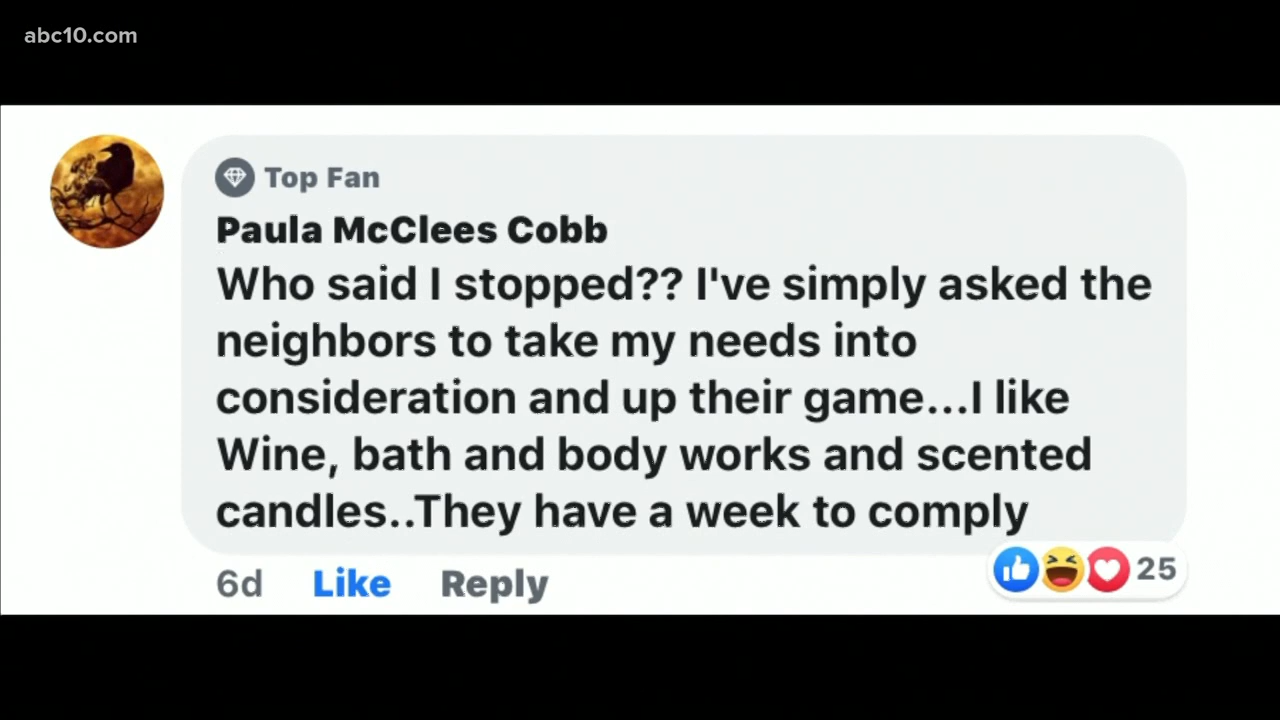 abc10.com
Top Fan
Paula McClees Cobb
Who said I stopped?? I've simply asked the
neighbors to take my needs into
consideration and up their game...I like
Wine, bath and body works and scented
candles..They have a week to comply
6d Like Reply 25